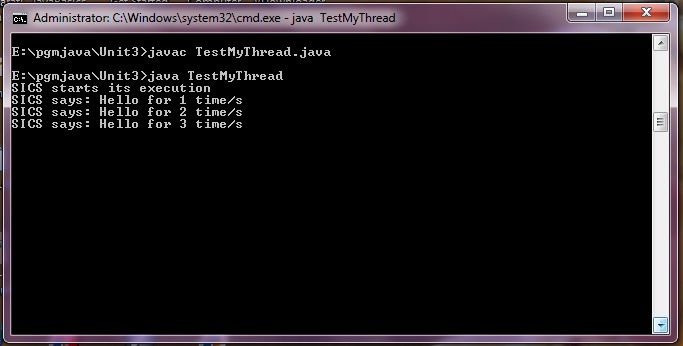 Administrator: C:\Windows\system32\cmd.exe - java  TestMyThread
E:\pgmjava\Unit3>javac TestMyThread.java
E:\pgmjava\Unit3>java TestMyThread
SICS starts its execution
SICS says: Hello for 1 time/s
SICS says: Hello for 2 time/s
SICS says: Hello for 3 time/s